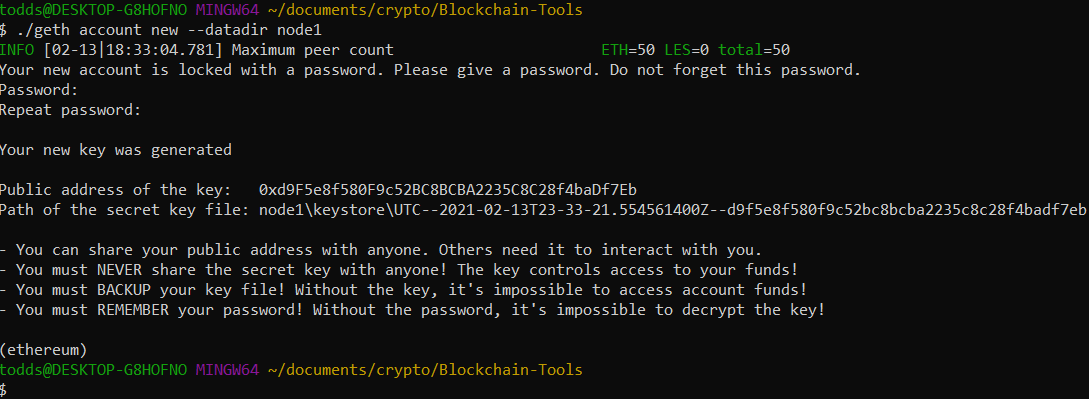 todds@DESKTOP-G8HOFNO MINGW64 ~/documents/crypto/Blockchain-Tools
$ ./geth account new --datadir node1
INFO [02-13|18:33:04.781] Maximum peer count                       ETH=50 LES=0 total=50
Your new account is locked with a password. Please give a password. Do not forget this password.
Password:
Repeat password:
Your new key was generated
Public address of the key:   0xd9F5e8f580F9c52BC8BCBA2235C8C28f4baDf7Eb
Path of the secret key file: node1\keystore\UTC--2021-02-13T23-33-21.554561400Z--d9f5e8f580f9c52bc8bcba2235c8c28f4badf7eb
- You can share your public address with anyone. Others need it to interact with you.
- You must NEVER share the secret key with anyone! The key controls access to your funds!
- You must BACKUP your key file! Without the key, it's impossible to access account funds!
- You must REMEMBER your password! Without the password, it's impossible to decrypt the key!
(ethereum)
todds@DESKTOP-G8HOFNO MINGW64 ~/documents/crypto/Blockchain-Tools
$